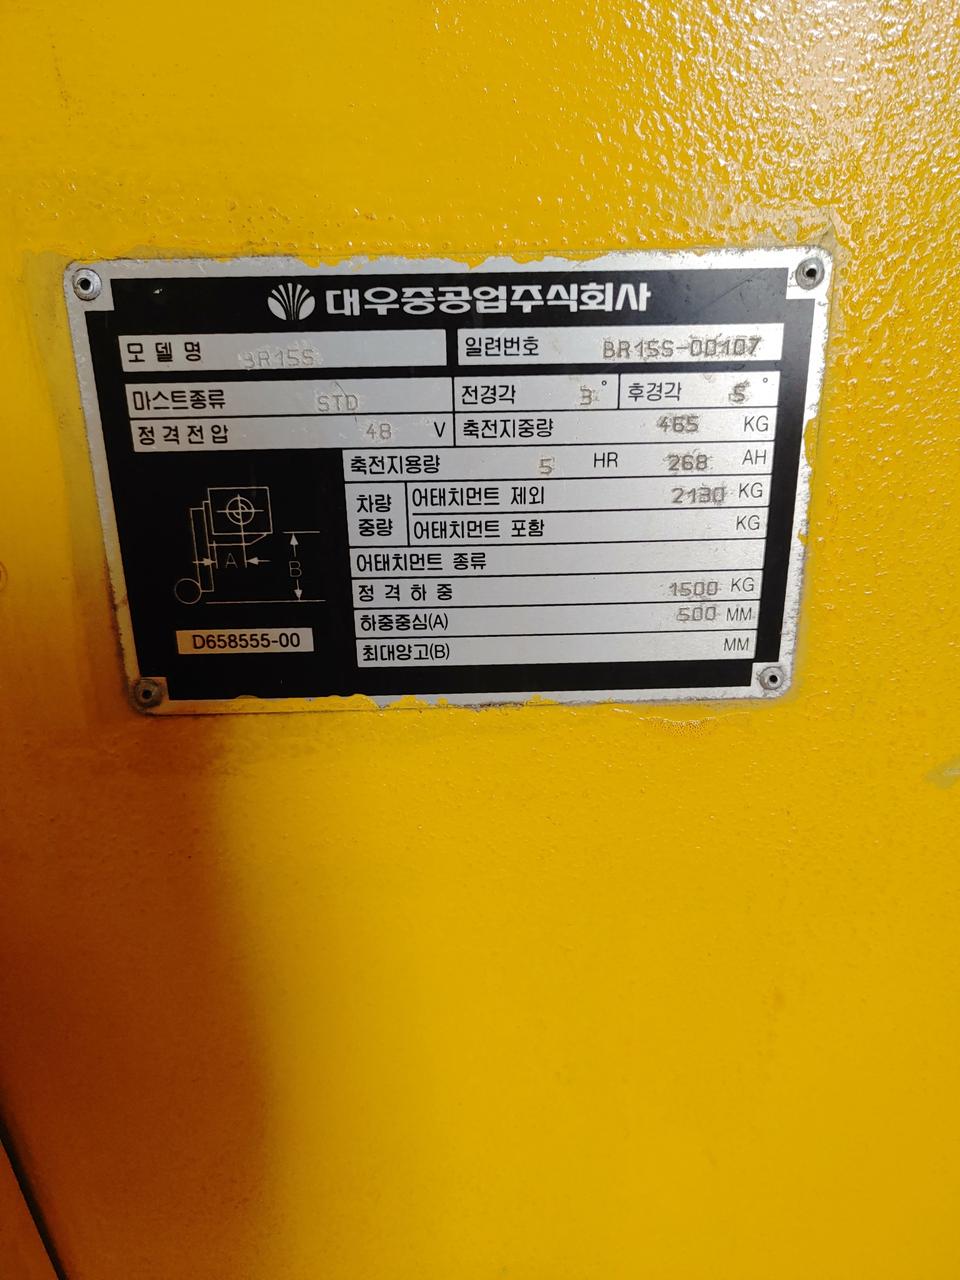 대우중공업주식회사
모델명 BR15S 일련번호 BR15S-00107
마스트종류 STD 전경각 3° 후경각 5°
정격전압 48 V 축전지중량 465 KG
축전지용량 5 HR 268 AH
차량중량 어태치먼트 제외 2130 KG
어태치먼트 포함 KG
어태치먼트 종류
정격하중 1500 KG
하중중심(A) 500 MM
최대양고(B) MM
A
B
D658555-00